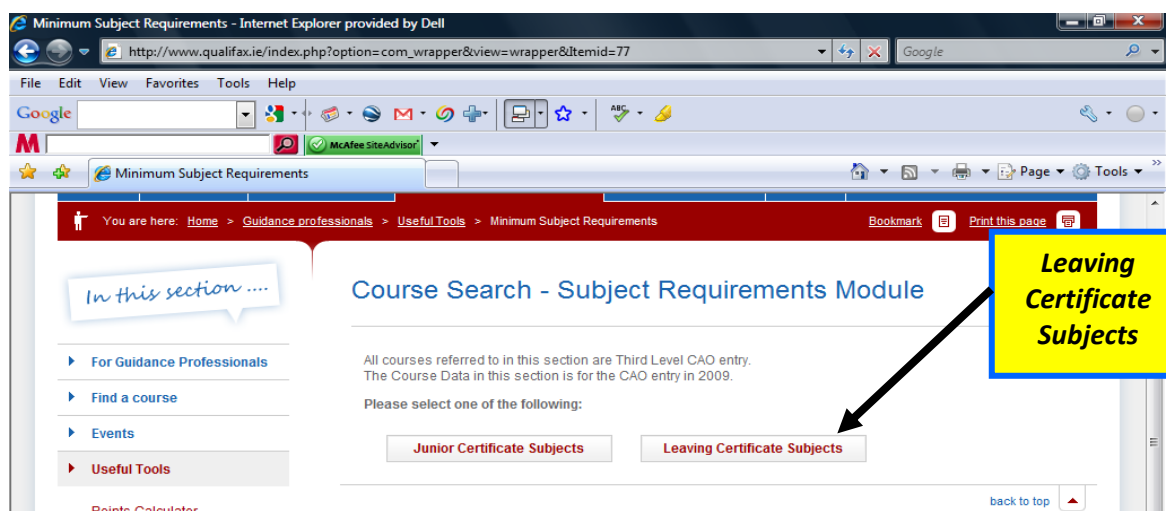 Minimum Subject Requirements - Internet Explorer provided by Dell
http://www.qualifax.ie/index.php?option=com_wrapper&view=wrapper&Itemid=77
Google
File Edit View Favorites Tools Help
Google
ABC
M
McAfee SiteAdvisor
Minimum Subject Requirements
Page Tools
You are here: Home > Guidance professionals > Useful Tools > Minimum Subject Requirements
Bookmark Print this page
Leaving
Certificate
Subjects
In this section ....
Course Search - Subject Requirements Module
For Guidance Professionals
Find a course
Events
Useful Tools
Points Calculator
All courses referred to in this section are Third Level CAO entry.
The Course Data in this section is for the CAO entry in 2009.
Please select one of the following:
Junior Certificate Subjects
Leaving Certificate Subjects
back to top